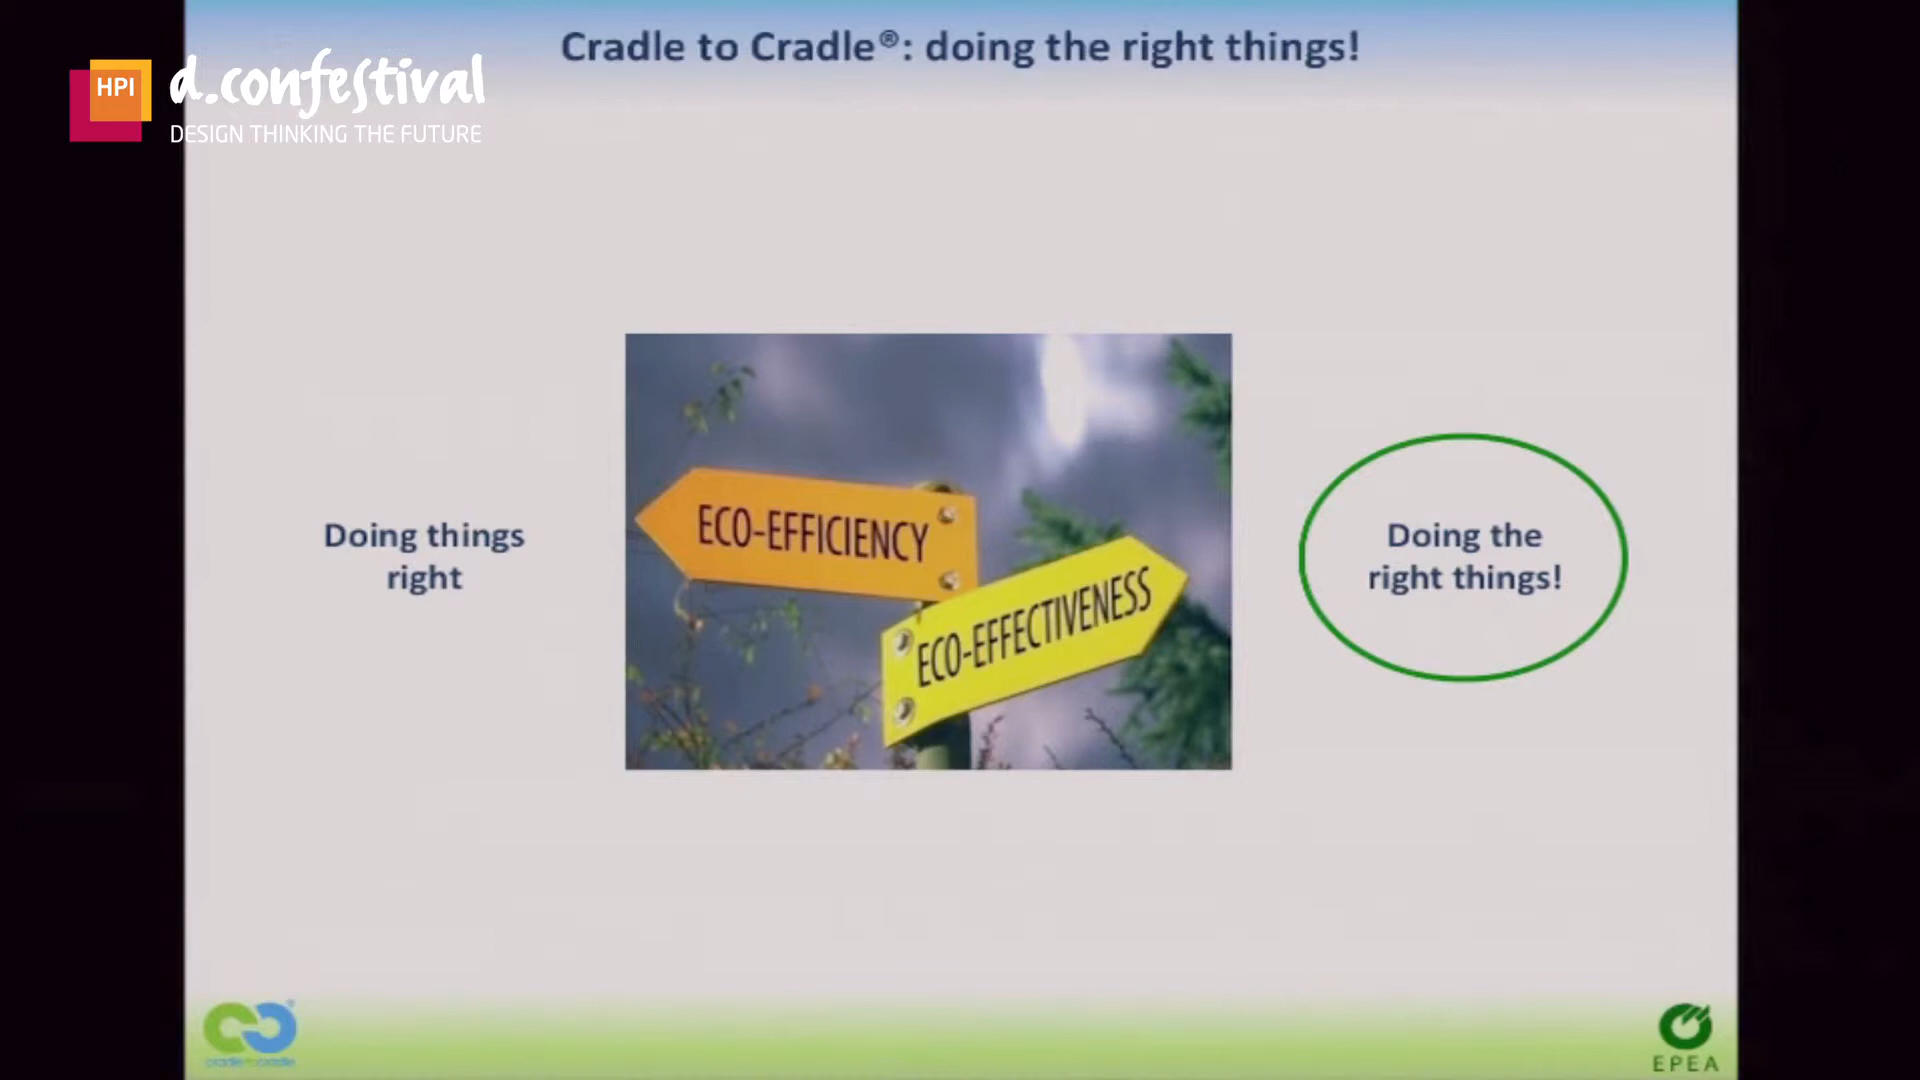 Cradle to Cradle®: doing the right things!
HPI
d.confestival
DESIGN THINKING THE FUTURE
Doing things
right
ECO-EFFICIENCY
ECO-EFFECTIVENESS
Doing the
right things!
cradletocradle
®
EPEA